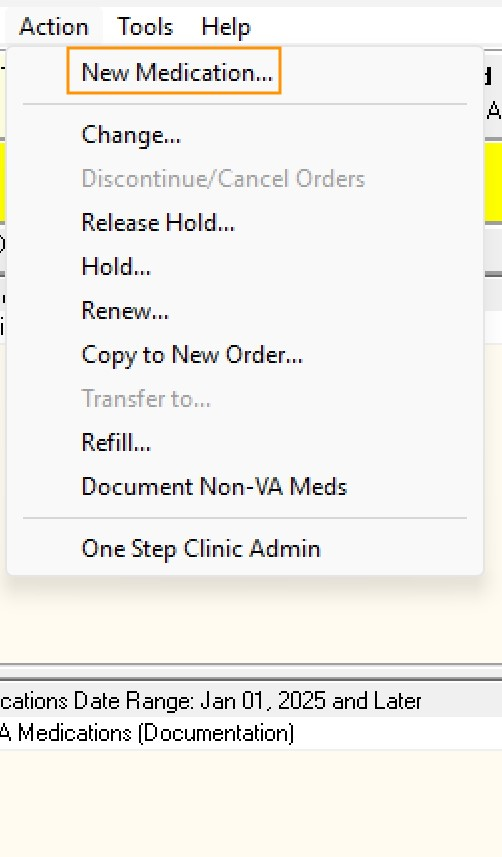 Action Tools Help
New Medication...
Change...
Discontinue/Cancel Orders
Release Hold...
Hold...
Renew...
Copy to New Order...
Transfer to...
Refill...
Document Non-VA Meds
One Step Clinic Admin
Date Range: Jan 01, 2025 and Later
A Medications (Documentation)